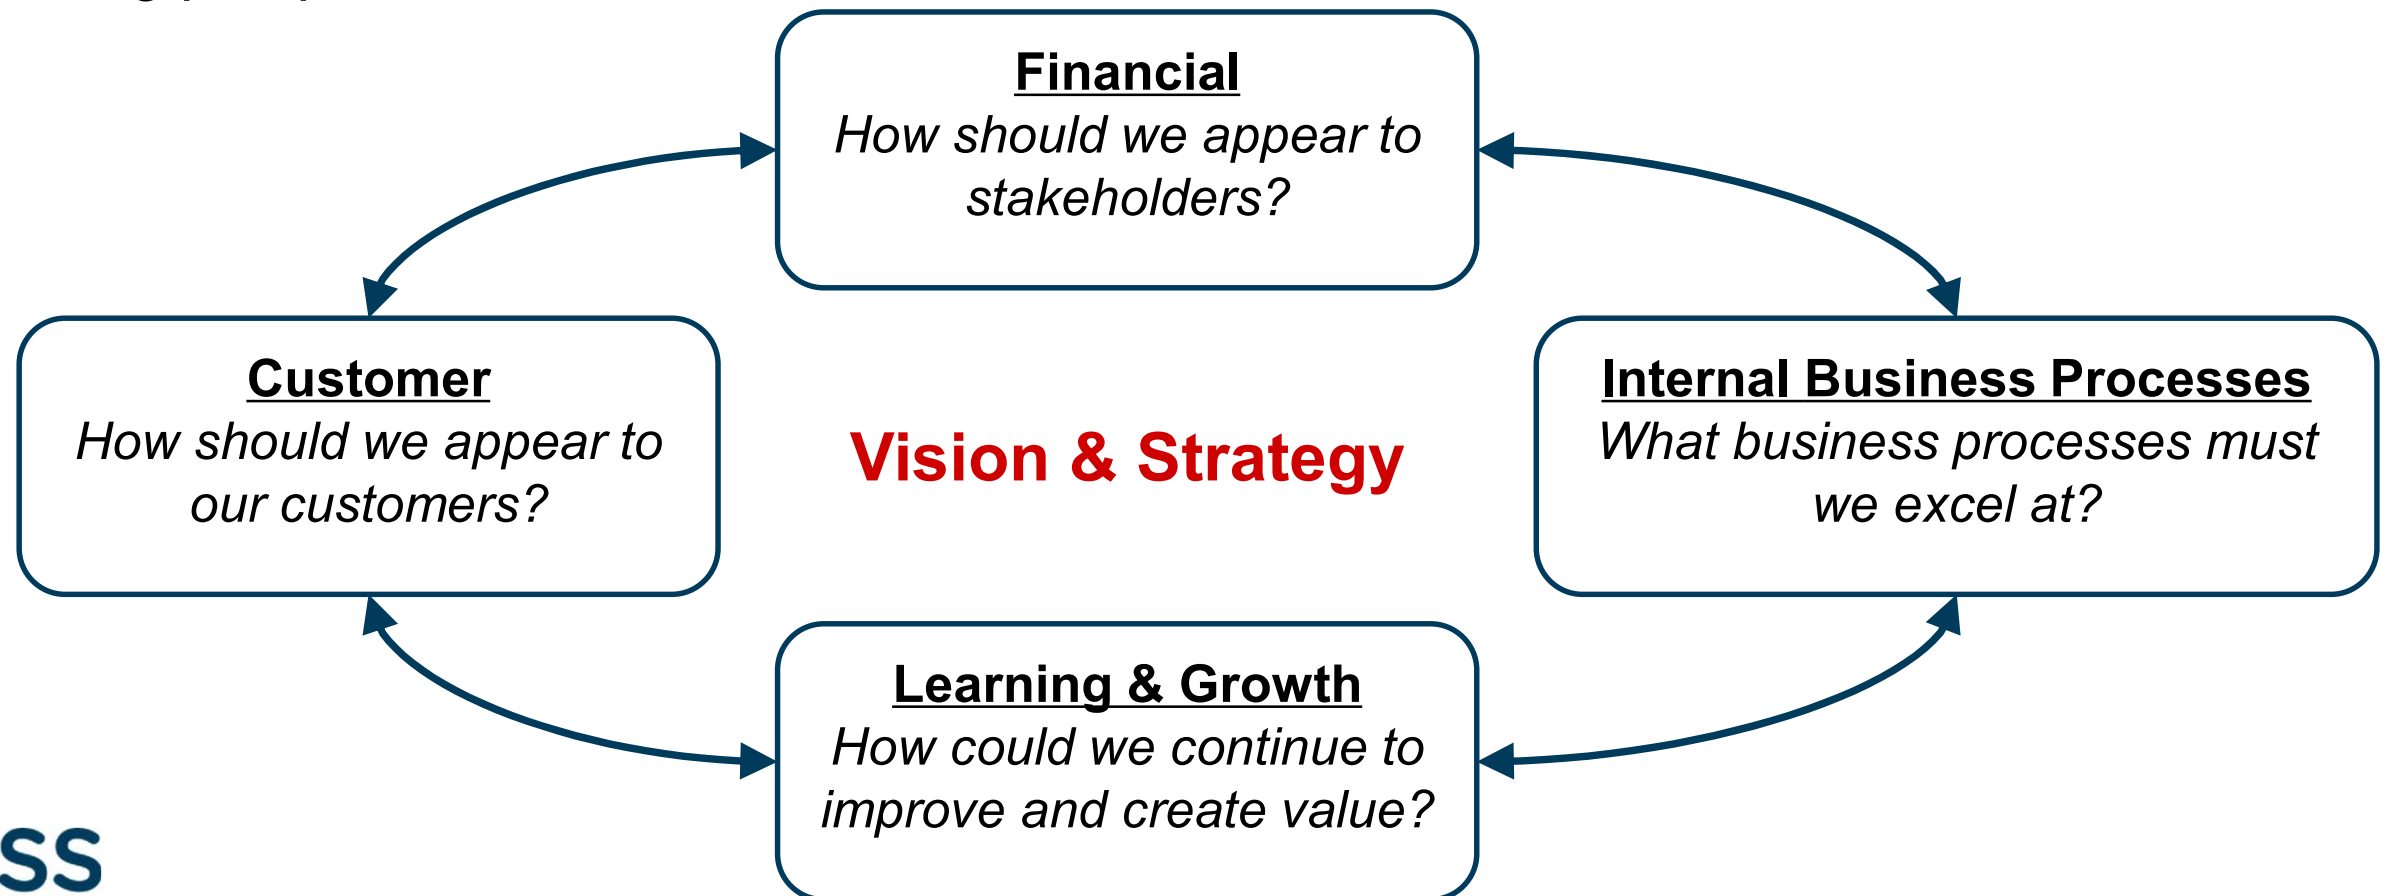 Financial
How should we appear to
stakeholders?
Customer
How should we appear to
our customers?
Vision & Strategy
Internal Business Processes
What business processes must
we excel at?
Learning & Growth
How could we continue to
improve and create value?
ss